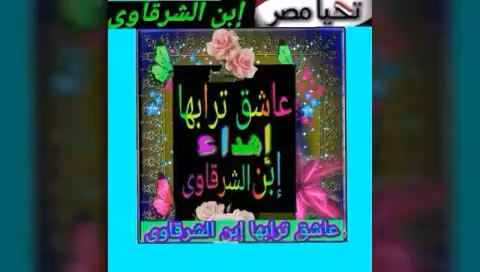 تحيا مصر
إبن الشرقاوى
عاشق ترابها
إهداء
إبن الشرقاوى
عاشق ترابها إبن الشرقاوى